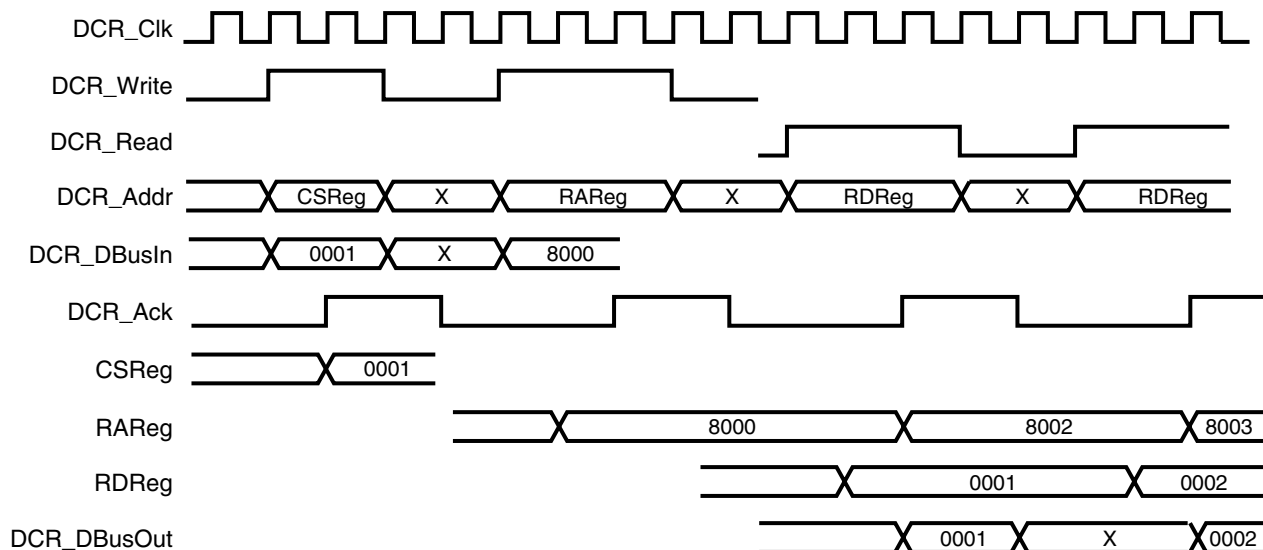 DCR_Clk
DCR_Write
DCR_Read
DCR_Addr CSReg X RAReg X RDReg X RDReg
DCR_DBusIn 0001 X 8000
DCR_Ack
CSReg 0001
RAReg 8000 8002 8003
RDReg 0001 0002
DCR_DBusOut 0001 X 0002